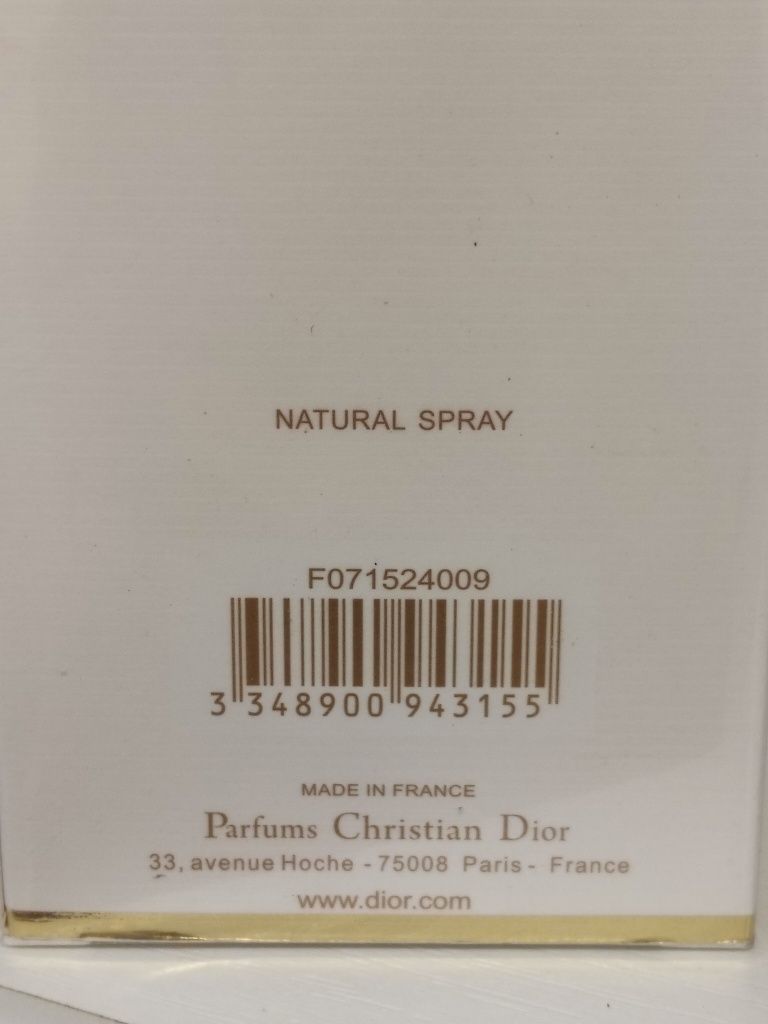 NATURAL SPRAY
F071524009
3 348900 943155
MADE IN FRANCE
Parfums Christian Dior
33, avenue Hoche - 75008 Paris - France
www.dior.com